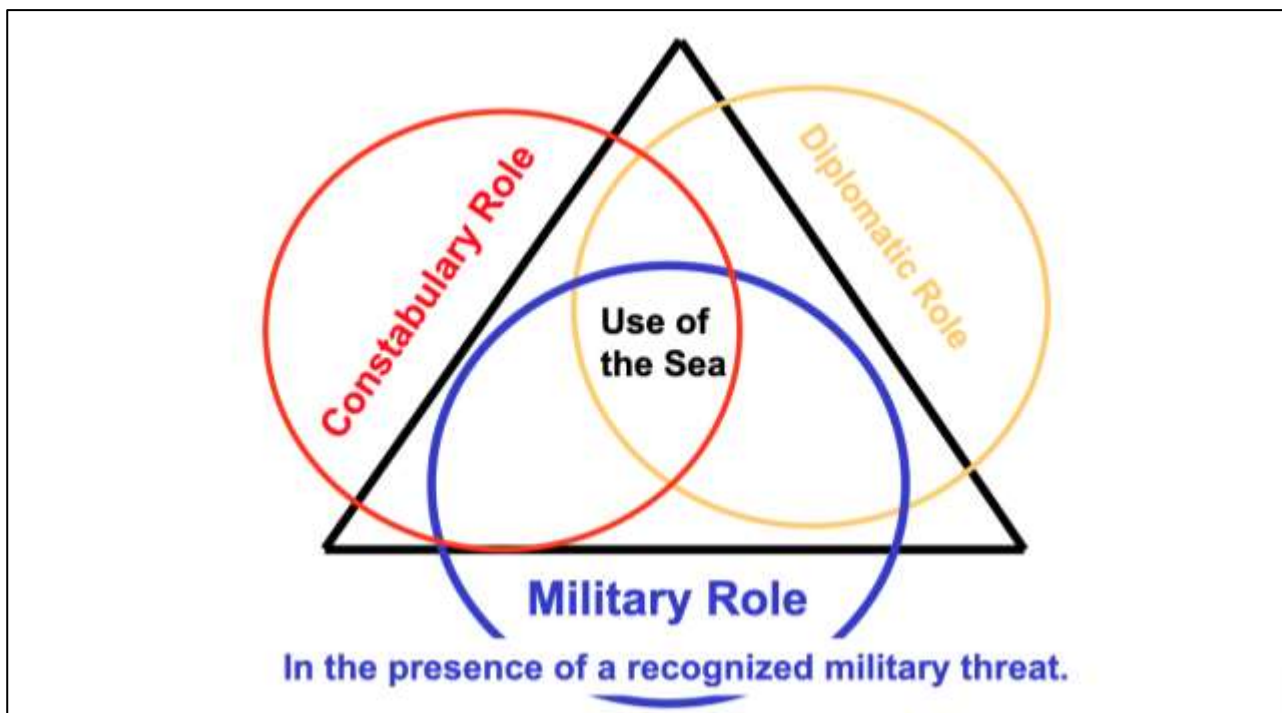 Constabulary Role
Diplomatic Role
Use of
the Sea
Military Role
In the presence of a recognized military threat.